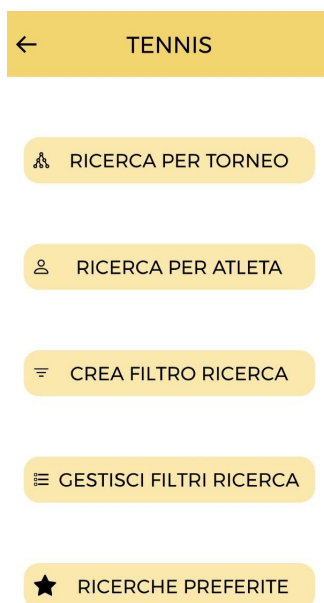 TENNIS
RICERCA PER TORNEO
RICERCA PER ATLETA
CREA FILTRO RICERCA
GESTISCI FILTRI RICERCA
RICERCHE PREFERITE